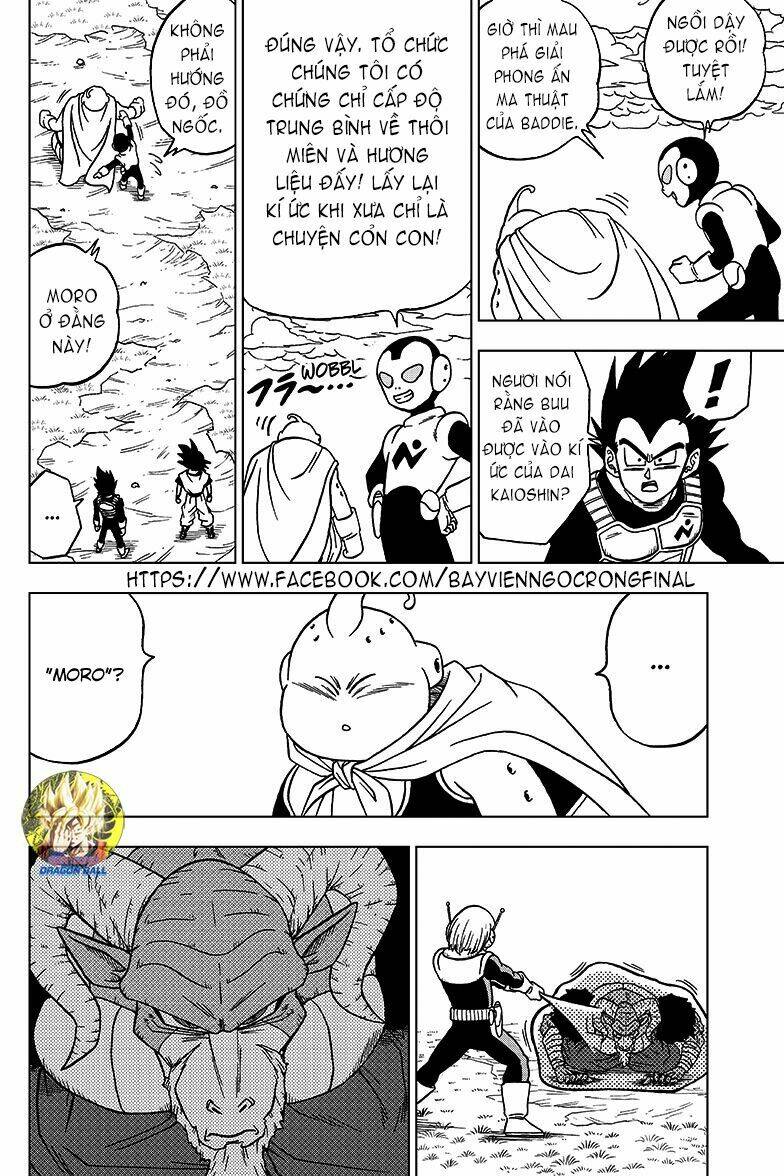 NGỒI DẬY
ĐƯỢC RỒI!
TUYỆT
LẮM!
GIỜ THÌ MAU
PHÁ GIẢI
PHONG ẤN
MA THUẬT
CỦA BADDIE.
ĐÚNG VẬY. TỔ CHỨC
CHÚNG TÔI CÓ
CHỨNG CHỈ CẤP ĐỘ
TRUNG BÌNH VỀ THÔI
MIÊN VÀ HƯƠNG
LIỆU ĐẤY! LẤY LẠI
KÍ ỨC KHI XƯA CHỈ LÀ
CHUYỆN CỎN CON!
KHÔNG
PHẢI
HƯỚNG
ĐÓ, ĐỒ
NGỐC.
MORO
Ở ĐẰNG
NÀY!
...
WOBBL
フラ〜…
!
NGƯƠI NÓI
RẰNG BUU
ĐÃ VÀO
ĐƯỢC VÀO KÍ
ỨC CỦA DAI
KAIOSHIN?
HTTPS://WWW.FACEBOOK.COM/BAYVIENNGOCRONGFINAL
...
"MORO"?
DRAGON BALL